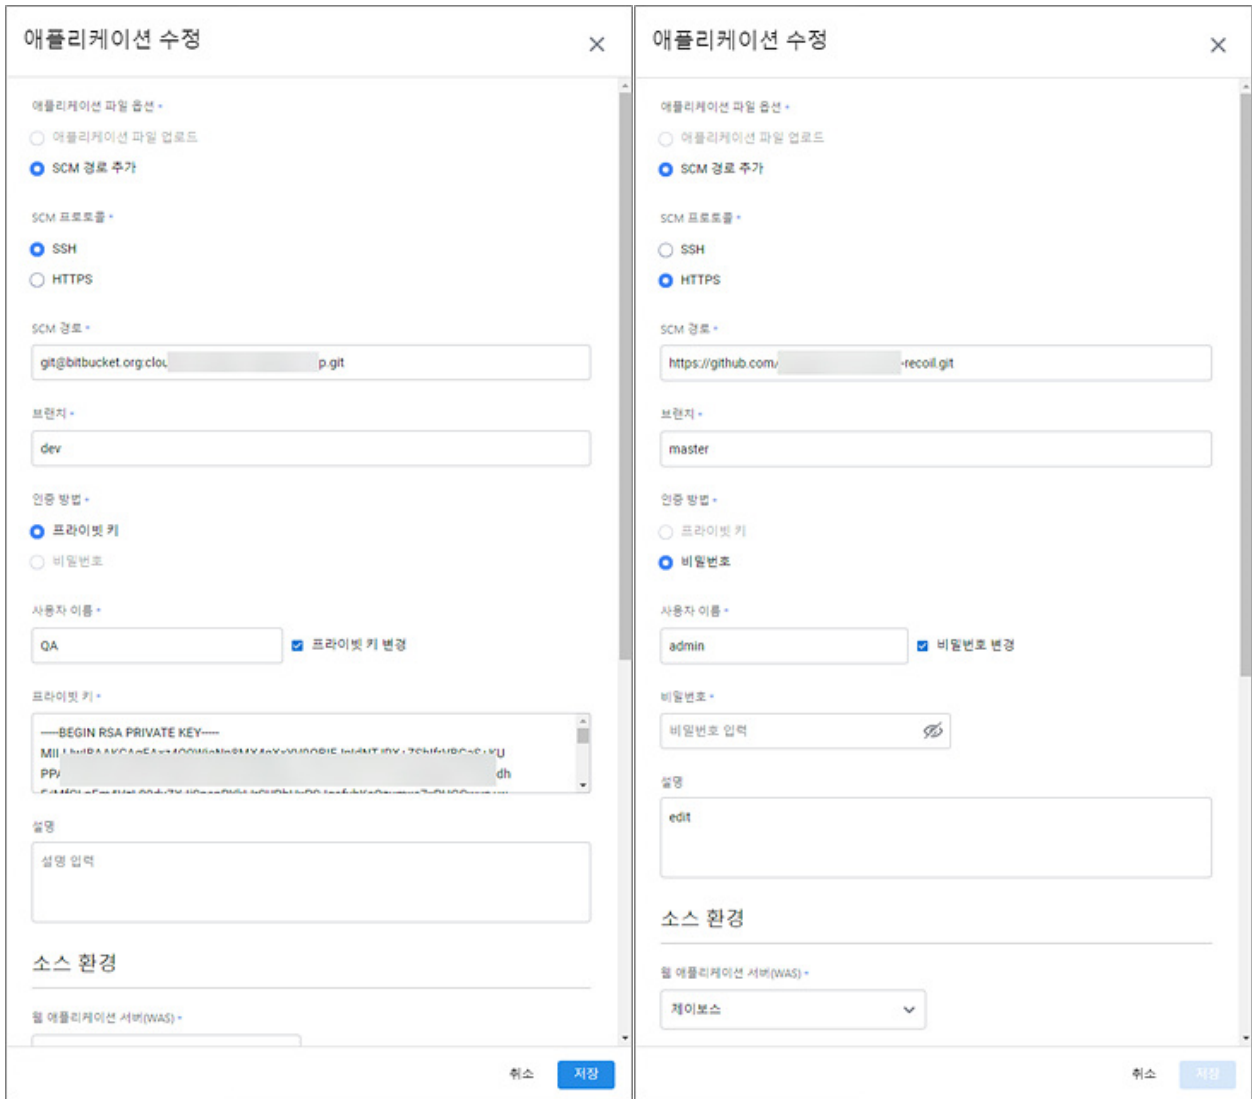 애플리케이션 수정
애플리케이션 파일 옵션 *
애플리케이션 파일 업로드
SCM 경로 추가
SCM 프로토콜 *
SSH
HTTPS
SCM 경로 *
git@bitbucket.org:clou p.git
브랜치 *
dev
인증 방법 *
프라이빗 키
비밀번호
사용자 이름 *
QA
프라이빗 키 변경
프라이빗 키 *
-----BEGIN RSA PRIVATE KEY-----
PPA dh
설명
설명 입력
소스 환경
웹 애플리케이션 서버(WAS) *
취소
저장
애플리케이션 수정
애플리케이션 파일 옵션 *
애플리케이션 파일 업로드
SCM 경로 추가
SCM 프로토콜 *
SSH
HTTPS
SCM 경로 *
https://github.com/ -recoil.git
브랜치 *
master
인증 방법 *
프라이빗 키
비밀번호
사용자 이름 *
admin
비밀번호 변경
비밀번호 *
비밀번호 입력
설명
edit
소스 환경
웹 애플리케이션 서버(WAS) *
제이보스
취소
저장